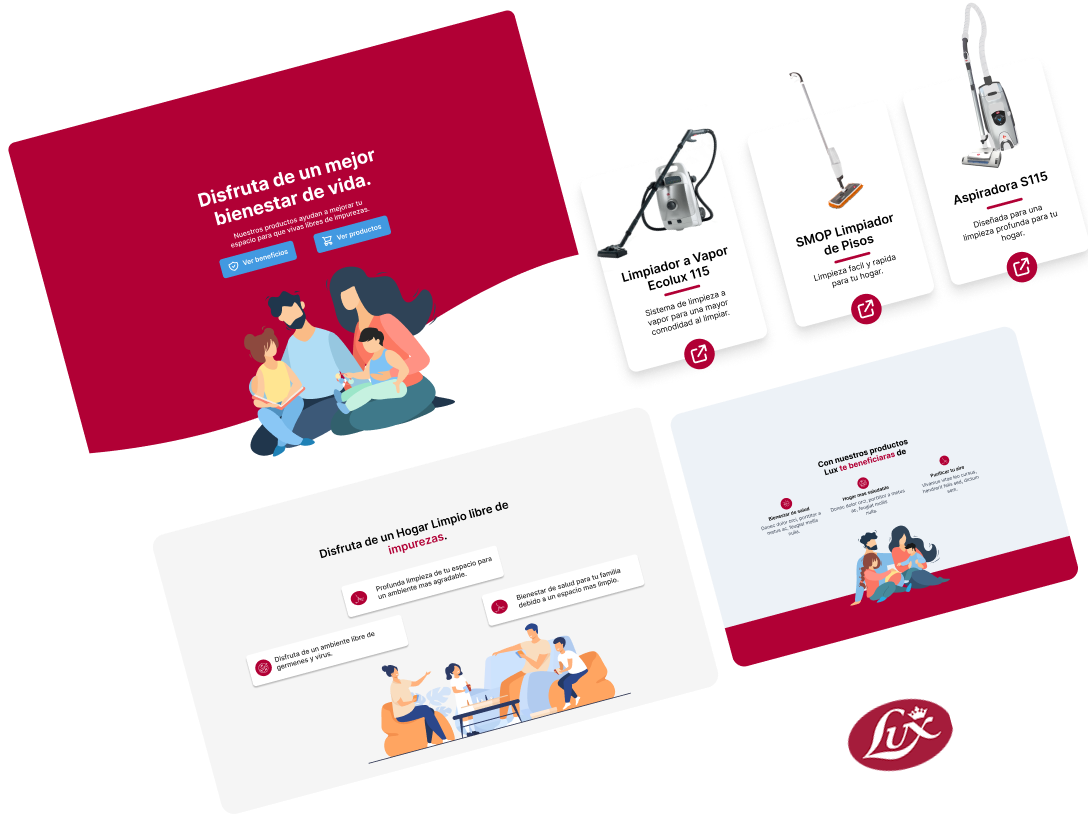 Disfruta de un mejor
bienestar de vida.
Nuestros productos ayudan a mejorar tu
espacio para que vivas libres de impurezas.
Ver beneficios
Ver productos
Limpiador a Vapor
Ecolux 115
Sistema de limpieza a
vapor para una mayor
comodidad al limpiar.
SMOP Limpiador
de Pisos
Limpieza facil y rapida
para tu hogar.
Aspiradora S115
Diseñada para una
limpieza profunda para tu
hogar.
Disfruta de un Hogar Limpio libre de
impurezas.
Profunda limpieza de tu espacio para
un ambiente mas agradable.
Bienestar de salud para tu familia
debido a un espacio mas limpio.
Disfruta de un ambiente libre de
germenes y virus.
Con nuestros productos
Lux te beneficiaras de
Bienestar de salud
Donec dolor orci, porttitor a
metus ac, feugiat mollis
nulla.
Hogar mas saludable
Donec dolor orci, porttitor a metus
ac, feugiat mollis
nulla.
Purificar tu aire
Vivamus vitae leo cursus,
hendrerit felis sed, dictum
sem.
Lux